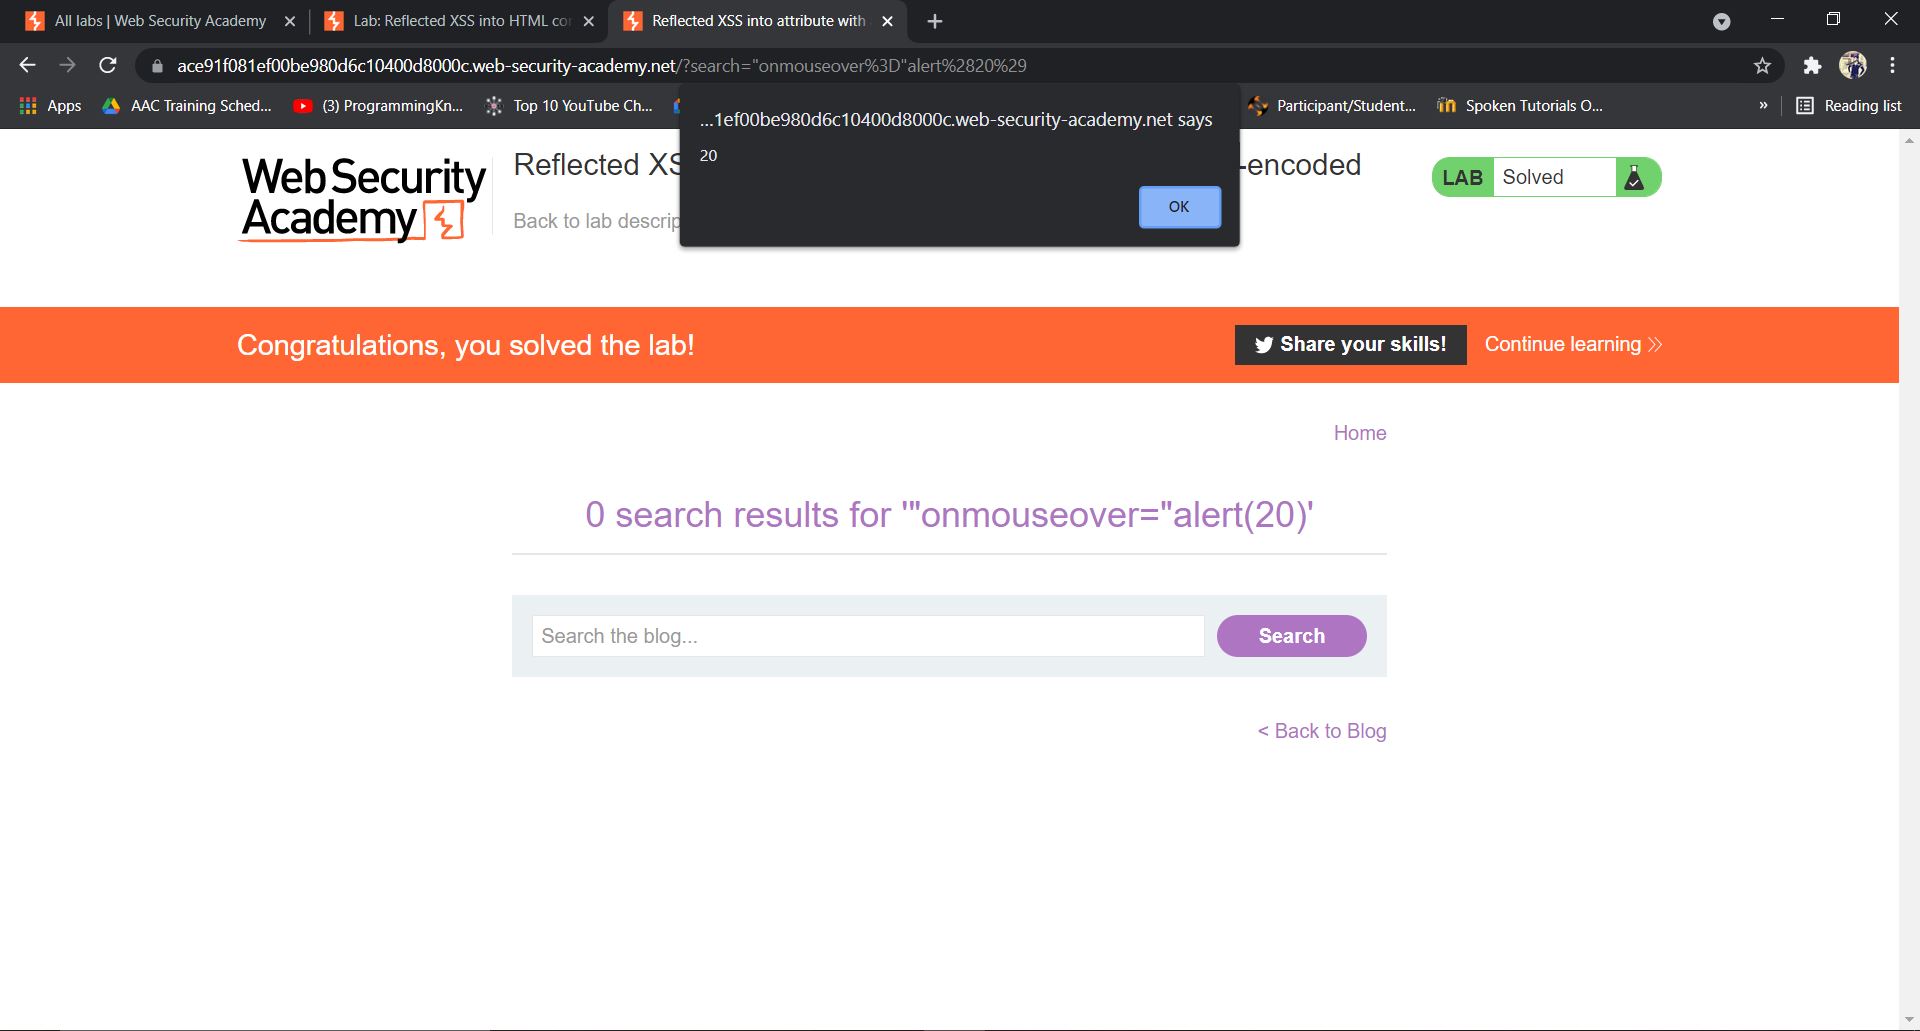 All labs | Web Security Academy
Lab: Reflected XSS into HTML co
Reflected XSS into attribute with
ace91f081ef00be980d6c10400d8000c.web-security-academy.net/?search="onmouseover%3D"alert%2820%29
Apps
AAC Training Sched...
(3) ProgrammingKn...
Top 10 YouTube Ch...
Participant/Student...
Spoken Tutorials O...
»
Reading list
...1ef00be980d6c10400d8000c.web-security-academy.net says
20
OK
Web Security
Academy
Reflected XS
-encoded
Back to lab descrip
LAB Solved
Congratulations, you solved the lab!
Share your skills!
Continue learning
Home
0 search results for '"onmouseover="alert(20)'
Search the blog...
Search
< Back to Blog